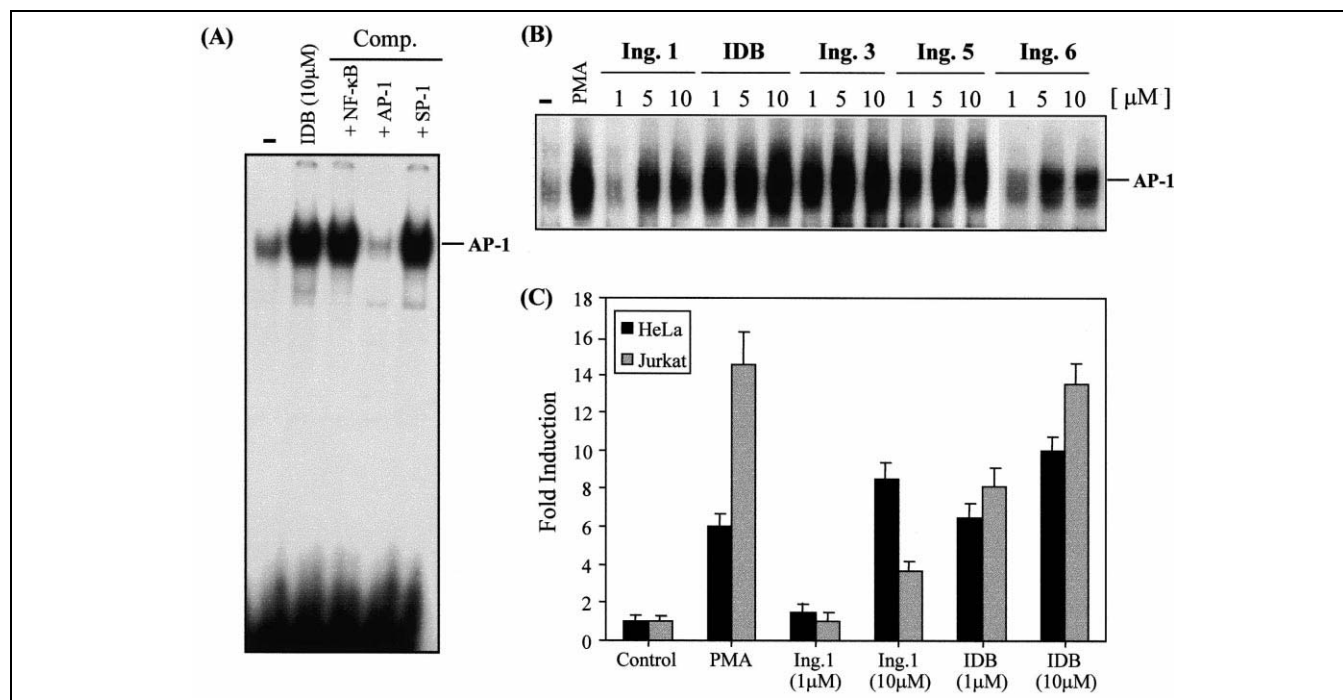 (A)
Comp.
–
IDB (10μM)
+ NF-κB
+ AP-1
+ SP-1
AP-1
(B)
Ing. 1 IDB Ing. 3 Ing. 5 Ing. 6
– PMA 1 5 10 1 5 10 1 5 10 1 5 10 1 5 10 [ μM ]
AP-1
(C)
Fold Induction
18
16
14
12
10
8
6
4
2
0
HeLa
Jurkat
Control PMA Ing.1 Ing.1 IDB IDB
(1μM) (10μM) (1μM) (10μM)